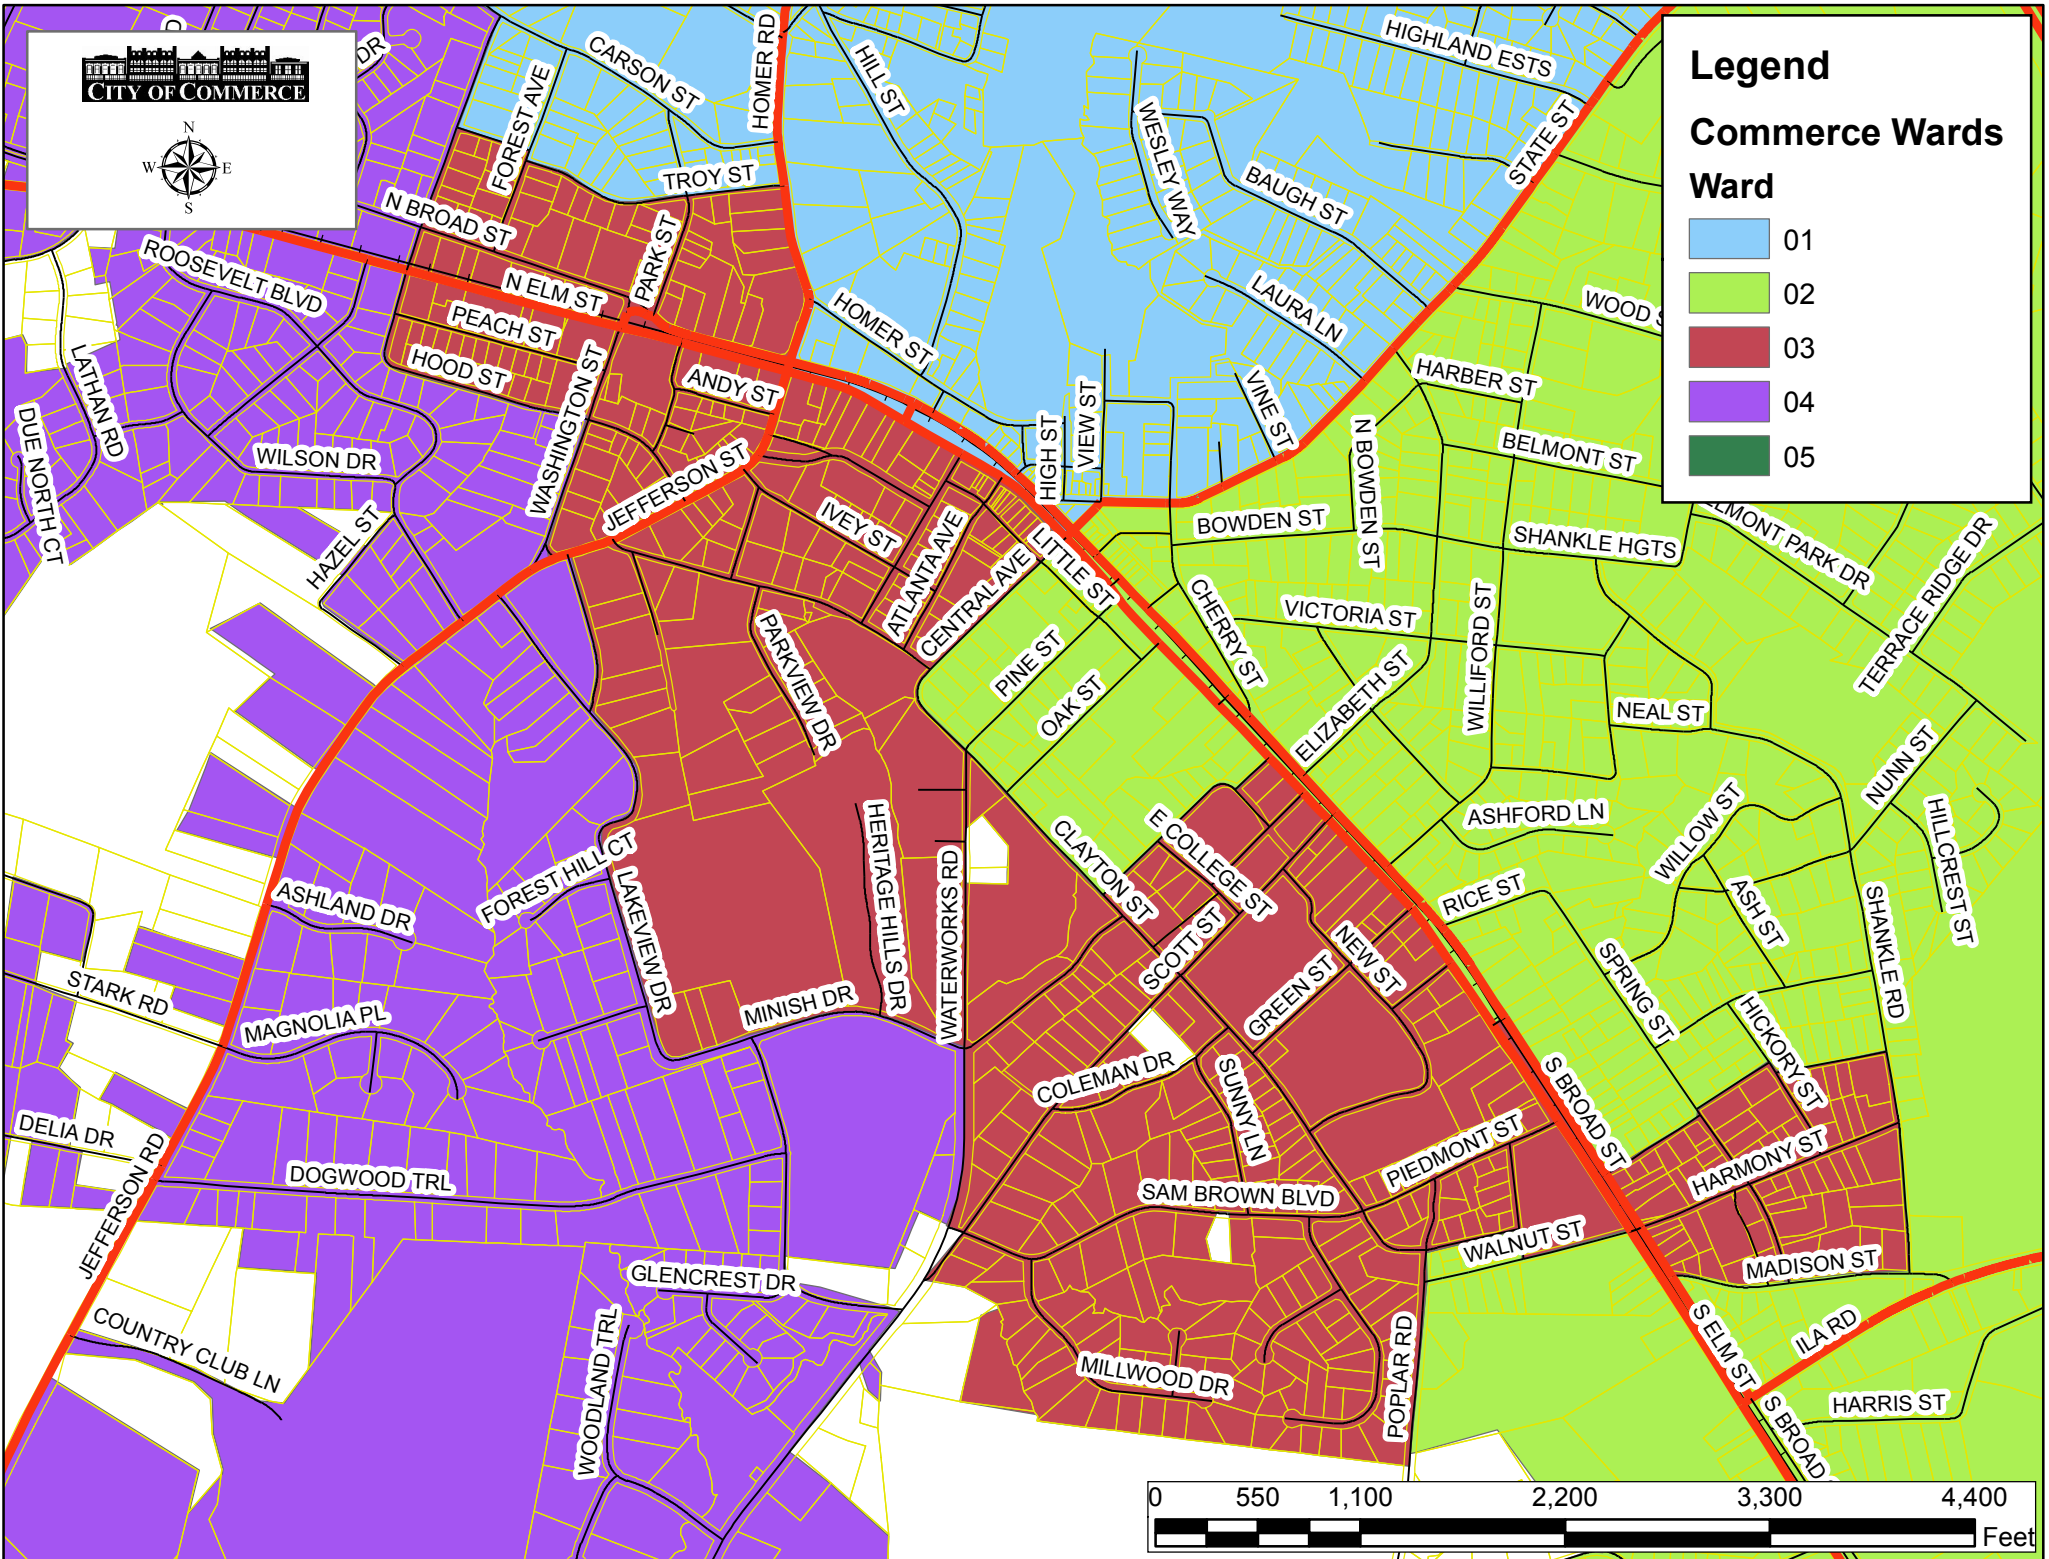 CITY OF COMMERCE
N
W E
S
Legend
Commerce Wards
Ward
01
02
03
04
05
D
DR
CARSON ST
HOMER RD
HILL ST
HIGHLAND ESTS
FOREST AVE
WESLEY WAY
STATE ST
TROY ST
BAUGH ST
N BROAD ST
PARK ST
ROOSEVELT BLVD
N ELM ST
LAURA LN
WOOD S
PEACH ST
HOMER ST
LATHAN RD
HOOD ST
WASHINGTON ST
ANDY ST
HARBER ST
VINE ST
VIEW ST
HIGH ST
DUE NORTH CT
WILSON DR
JEFFERSON ST
N BOWDEN ST
BELMONT ST
HAZEL ST
IVEY ST
BOWDEN ST
SHANKLE HGTS
LMONT PARK DR
ATLANTA AVE
LITTLE ST
CENTRAL AVE
TERRACE RIDGE DR
CHERRY ST
VICTORIA ST
WILLIFORD ST
PARKVIEW DR
PINE ST
OAK ST
ELIZABETH ST
NEAL ST
NUNN ST
ASHFORD LN
WILLOW ST
HILLCREST ST
HERITAGE HILLS DR
E COLLEGE ST
CLAYTON ST
FOREST HILL CT
ASHLAND DR
LAKEVIEW DR
WATERWORKS RD
RICE ST
ASH ST
SHANKLE RD
SCOTT ST
NEW ST
SPRING ST
STARK RD
MAGNOLIA PL
MINISH DR
GREEN ST
HICKORY ST
COLEMAN DR
SUNNY LN
S BROAD ST
DELIA DR
JEFFERSON RD
DOGWOOD TRL
PIEDMONT ST
HARMONY ST
SAM BROWN BLVD
WALNUT ST
MADISON ST
GLENCREST DR
COUNTRY CLUB LN
WOODLAND TRL
MILLWOOD DR
POPLAR RD
S ELM ST
ILA RD
HARRIS ST
S BROAD
0 550 1,100 2,200 3,300 4,400
Feet